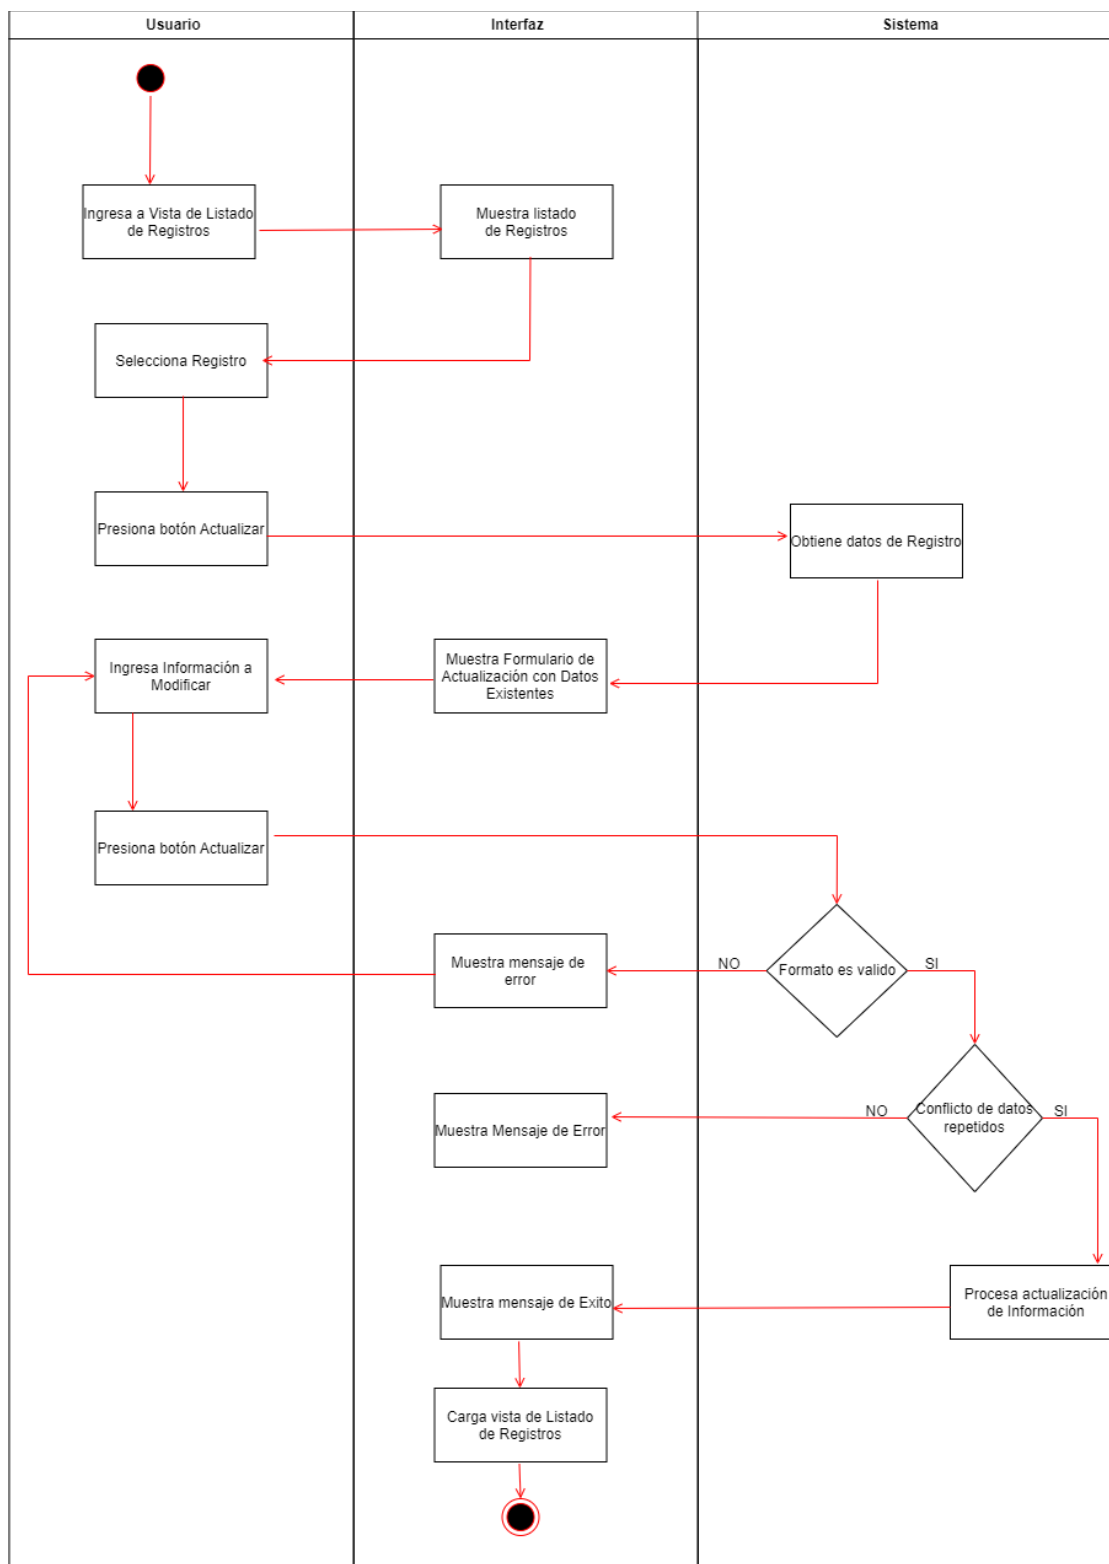 Usuario
Interfaz
Sistema
Ingresa a Vista de Listado
de Registros
Muestra listado
de Registros
Selecciona Registro
Presiona botón Actualizar
Obtiene datos de Registro
Ingresa Información a
Modificar
Muestra Formulario de
Actualización con Datos
Existentes
Presiona botón Actualizar
Muestra mensaje de
error
NO
Formato es valido
SI
Muestra Mensaje de Error
NO
Conflicto de datos
repetidos
SI
Muestra mensaje de Exito
Procesa actualización
de Información
Carga vista de Listado
de Registros